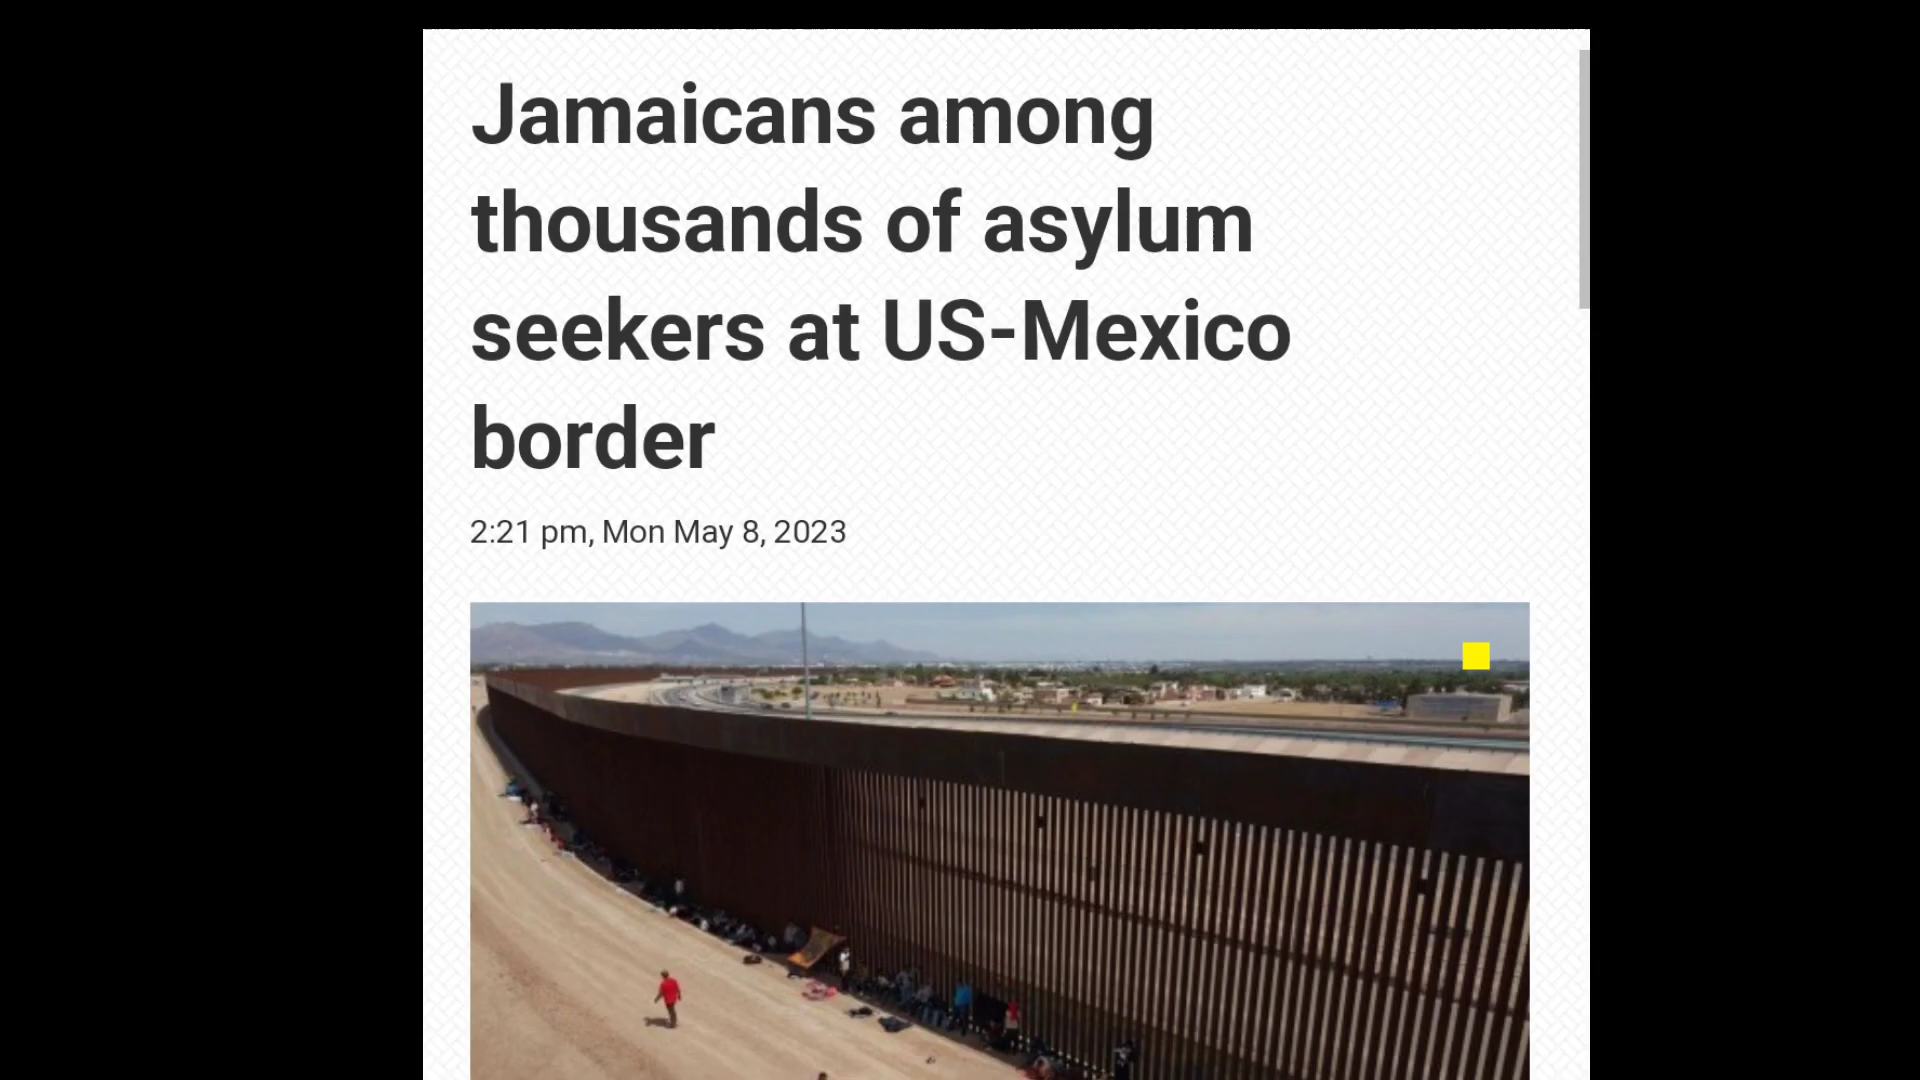 Jamaicans among
thousands of asylum
seekers at US-Mexico
border
2:21 pm, Mon May 8, 2023